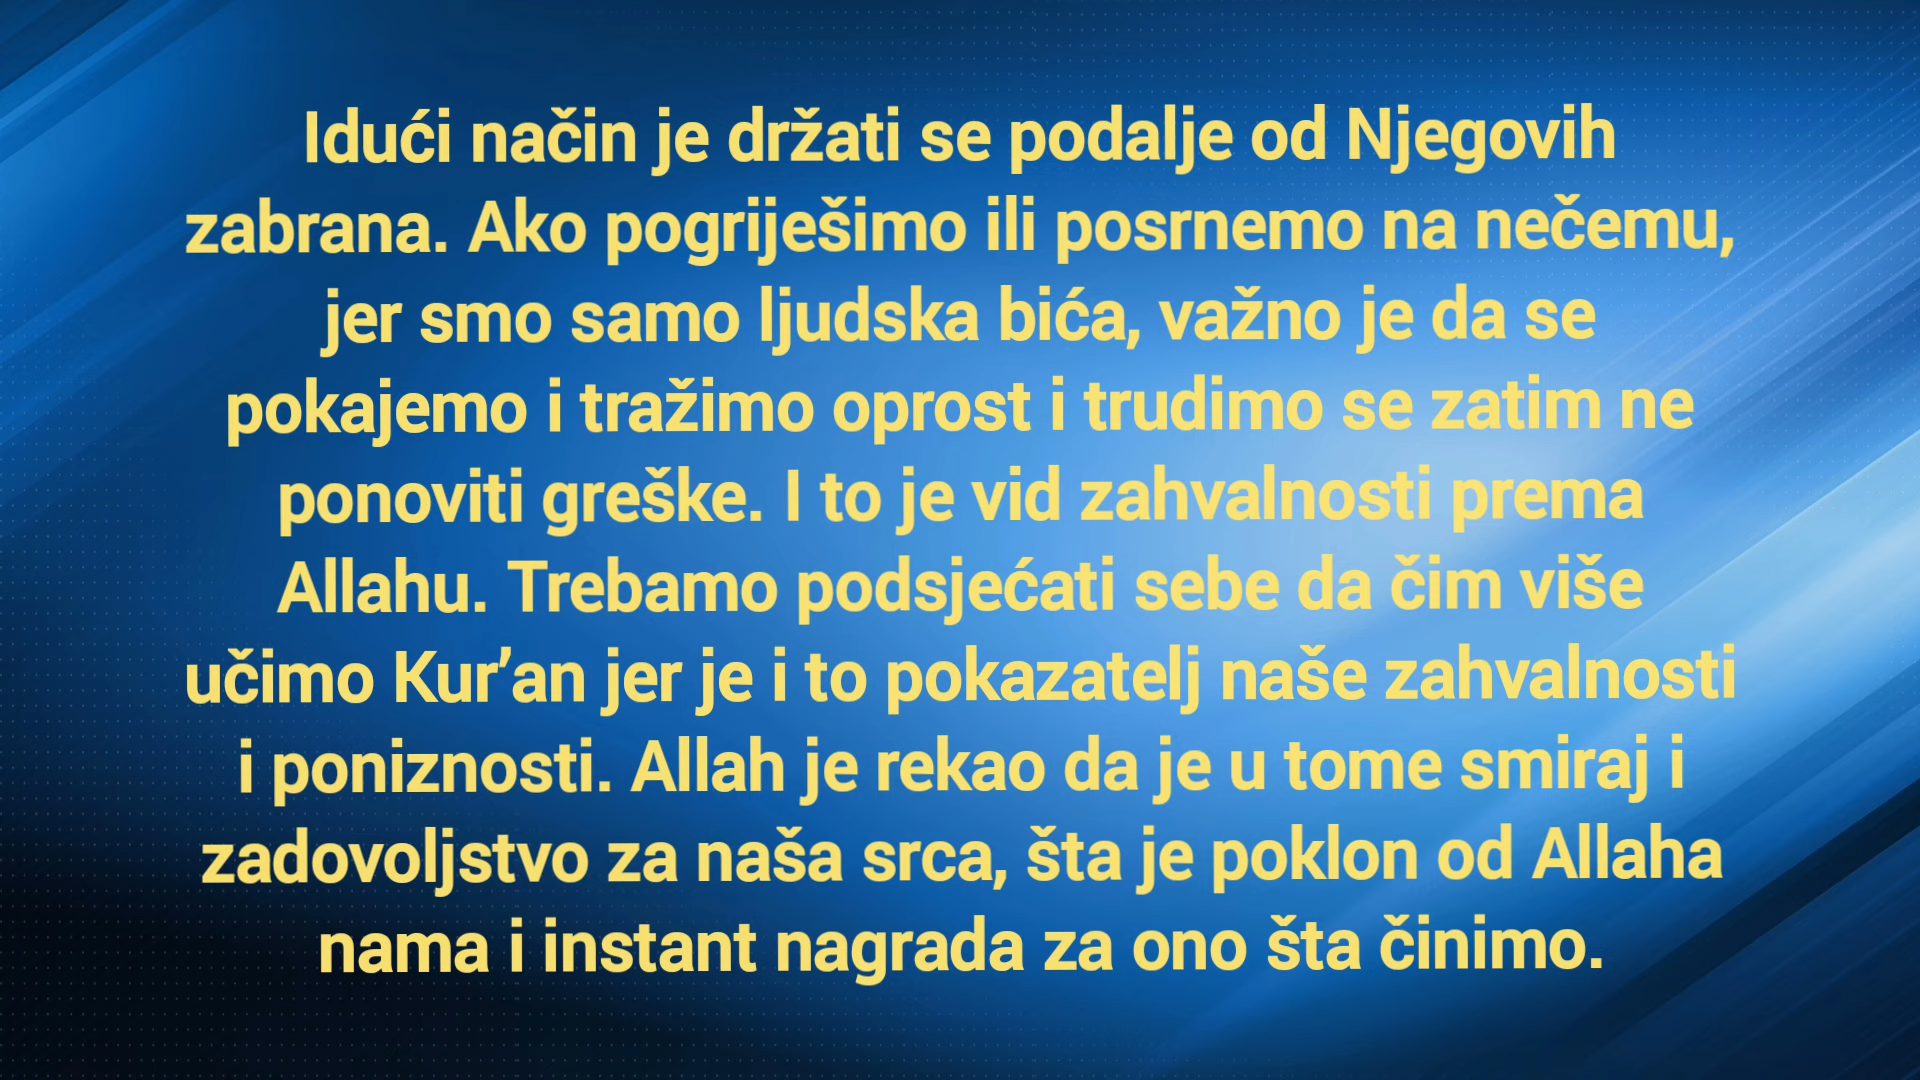 Idući način je držati se podalje od Njegovih
zabrana. Ako pogriješimo ili posrnemo na nečemu,
jer smo samo ljudska bića, važno je da se
pokajemo i tražimo oprost i trudimo se zatim ne
ponoviti greške. I to je vid zahvalnosti prema
Allahu. Trebamo podsjećati sebe da čim više
učimo Kur’an jer je i to pokazatelj naše zahvalnosti
i poniznosti. Allah je rekao da je u tome smiraj i
zadovoljstvo za naša srca, šta je poklon od Allaha
nama i instant nagrada za ono šta činimo.